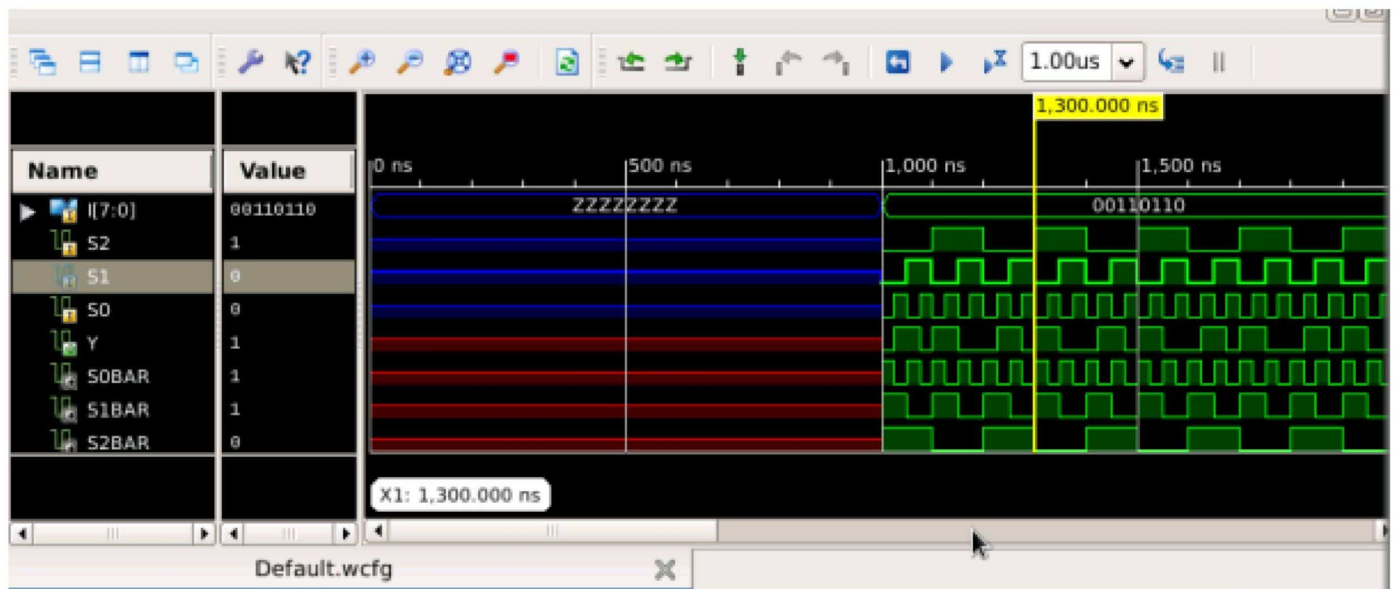 1.00us
1,300.000 ns
Name Value 0 ns 500 ns 1,000 ns 1,500 ns
I[7:0] 00110110 ZZZZZZZZ 00110110
S2 1
S1 0
S0 0
Y 1
S0BAR 1
S1BAR 1
S2BAR 0
X1: 1,300.000 ns
Default.wcfg